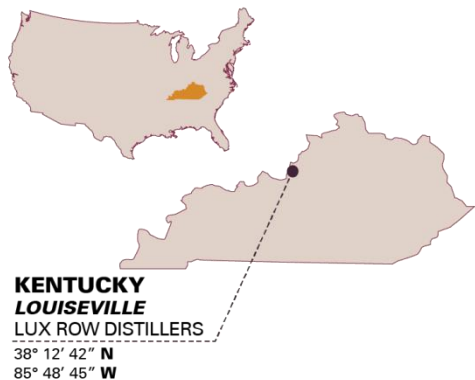 KENTUCKY
LOUISEVILLE
LUX ROW DISTILLERS
38° 12’ 42” N
85° 48’ 45” W